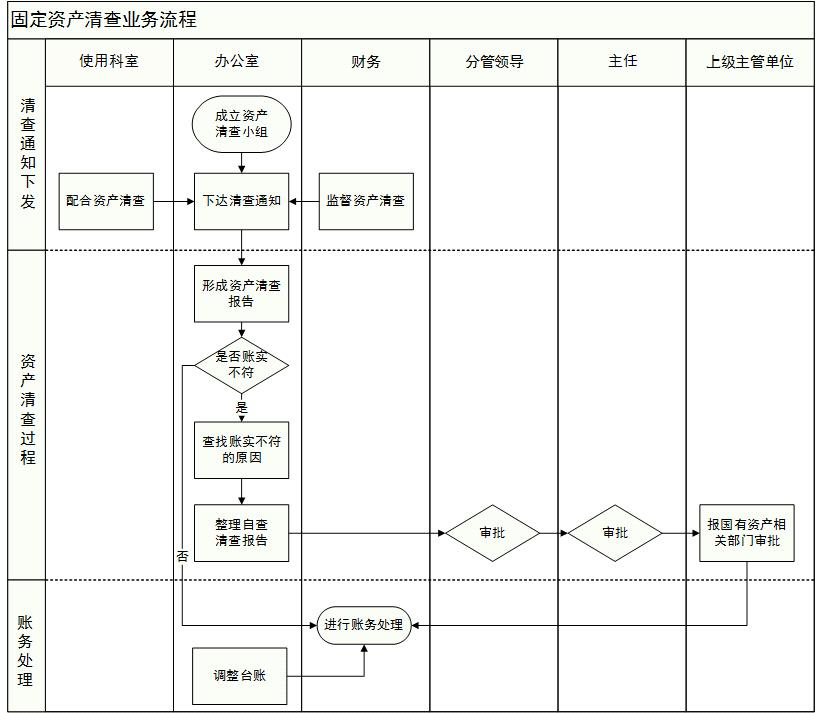 固定资产清查业务流程
使用科室
办公室
财务
分管领导
主任
上级主管单位
清查通知下发
成立资产
清查小组
配合资产清查
下达清查通知
监督资产清查
资产清查过程
形成资产清查
报告
是否账实
不符
是
查找账实不符
的原因
整理自查
清查报告
审批
审批
报国有资产相
关部门审批
否
账务处理
进行账务处理
调整台账